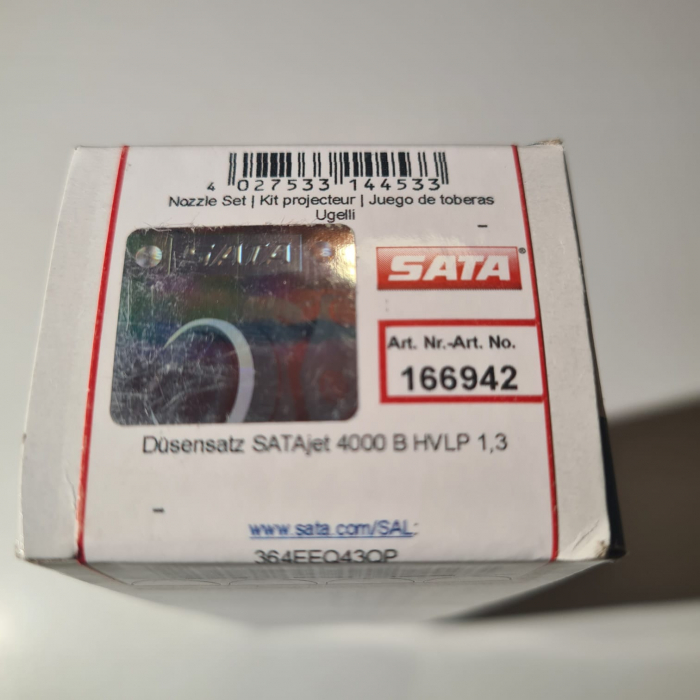 4 027533 144533
Nozzle Set | Kit projecteur | Juego de toberas
Ugelli
SATA
SATA®
Art. Nr.-Art. No.
166942
Düsensatz SATAjet 4000 B HVLP 1,3
www.sata.com/SAL:
364EEQ43QP